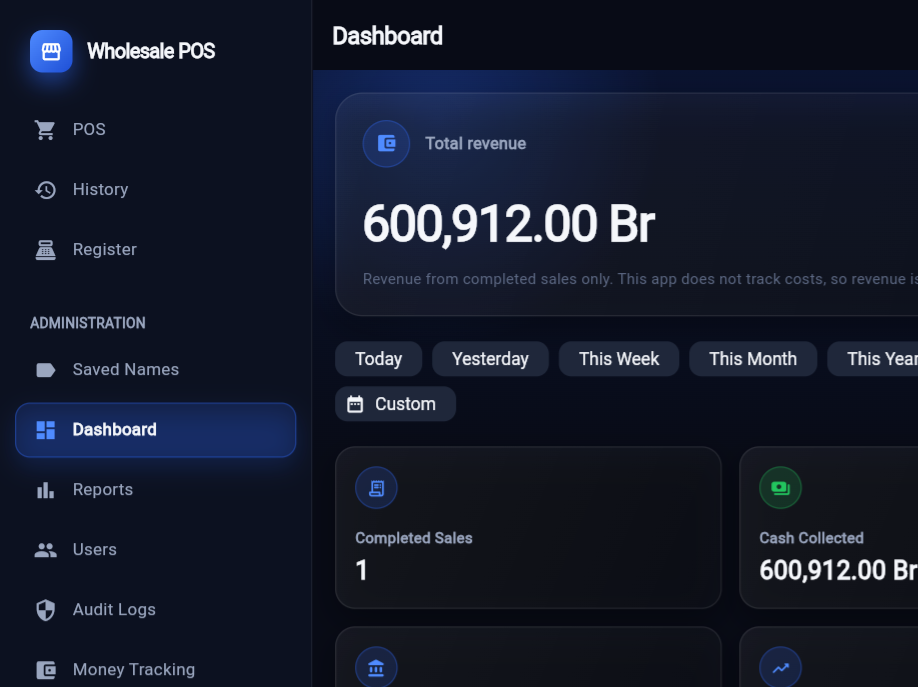 Wholesale POS
POS
History
Register
ADMINISTRATION
Saved Names
Dashboard
Reports
Users
Audit Logs
Money Tracking
Dashboard
Total revenue
600,912.00 Br
Revenue from completed sales only. This app does not track costs, so revenue is
Today
Yesterday
This Week
This Month
This Year
Custom
Completed Sales
1
Cash Collected
600,912.00 Br